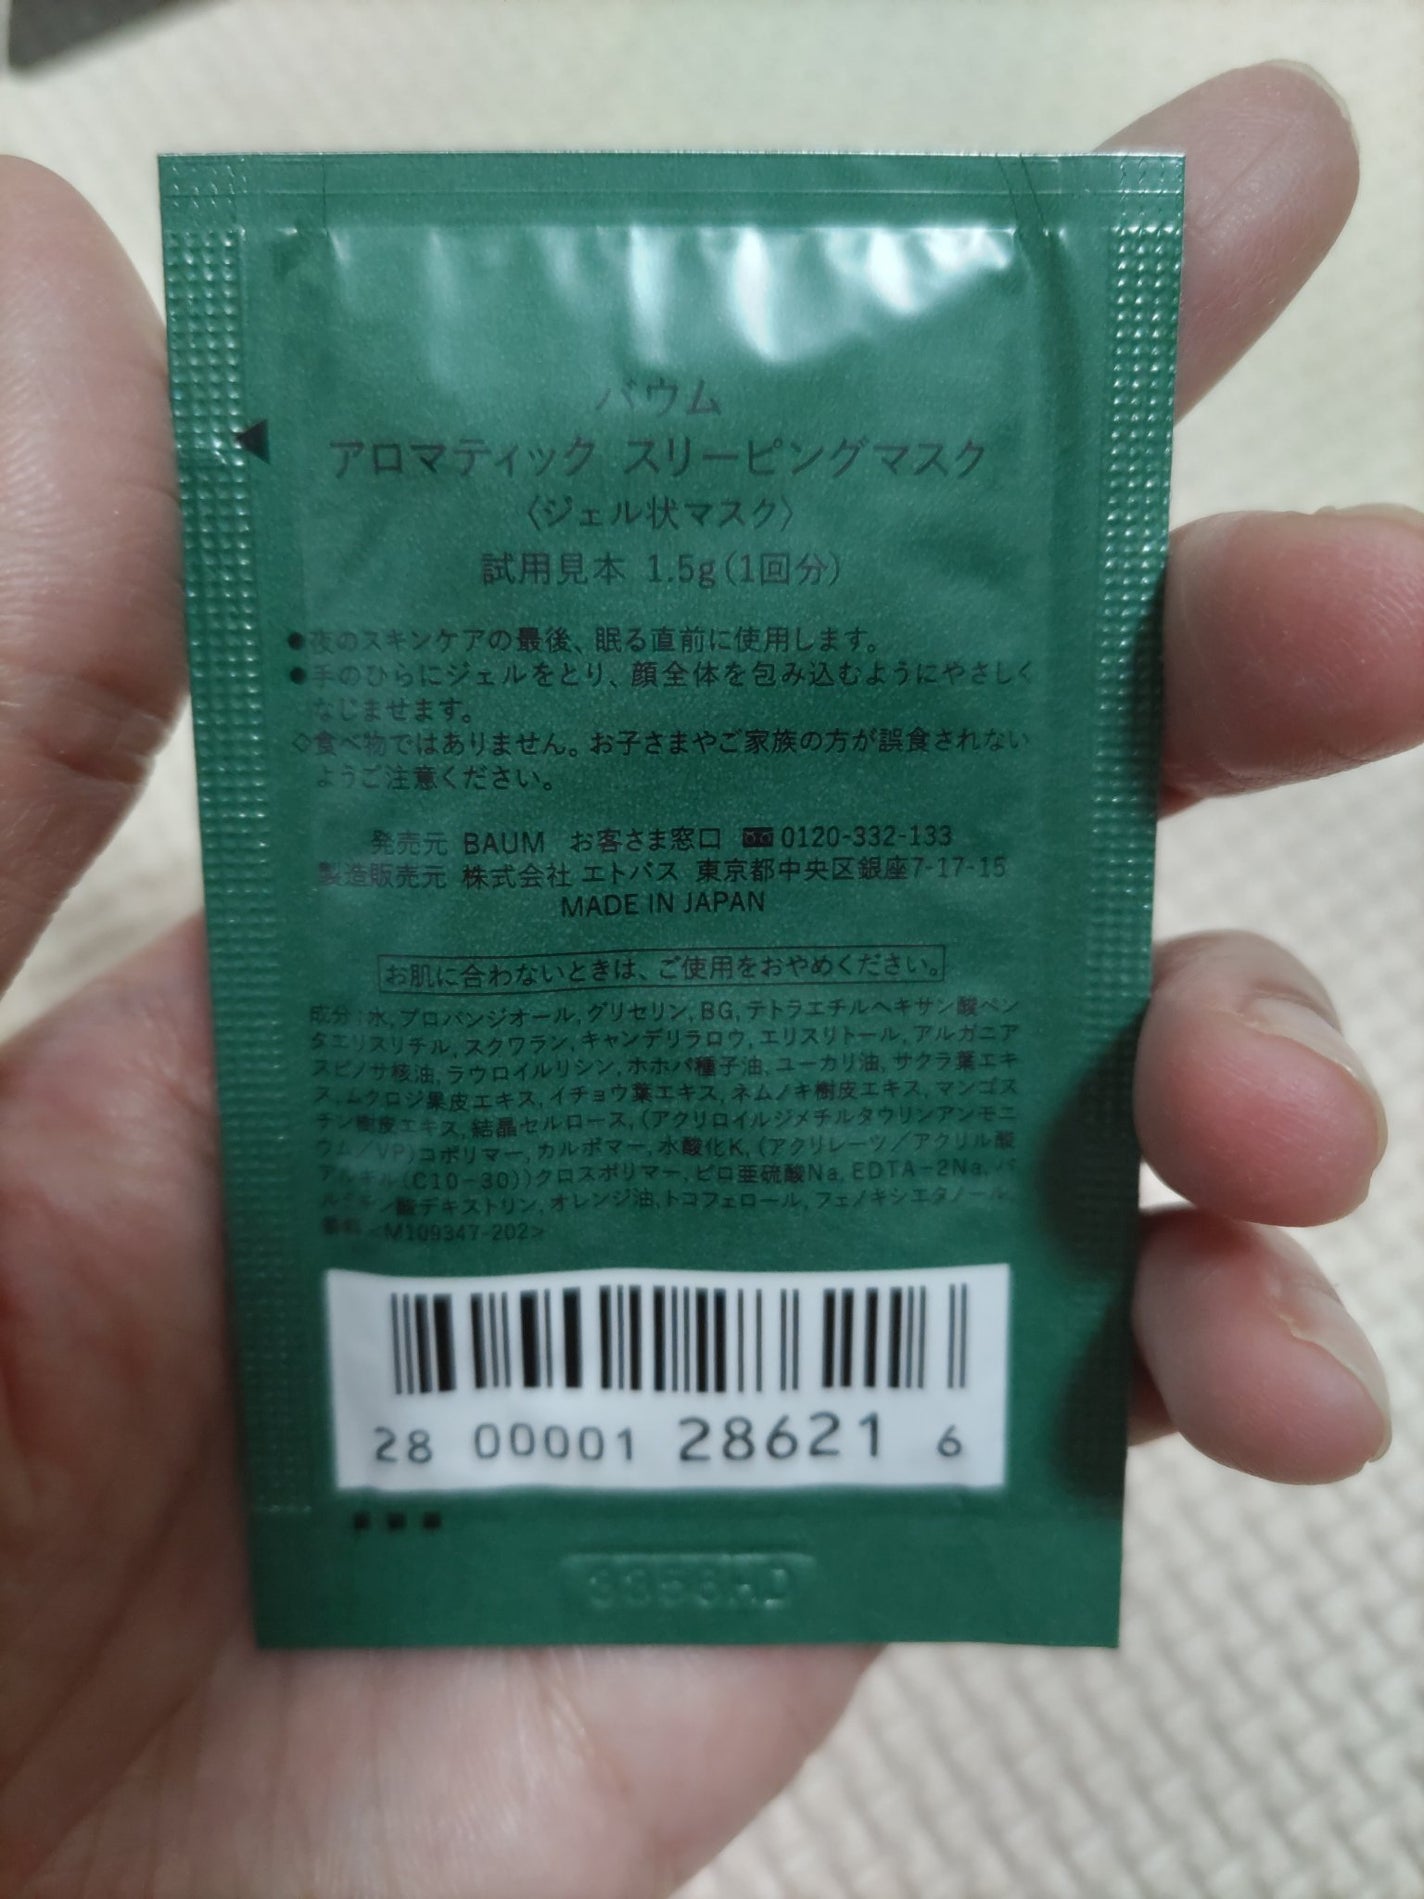 バウム
アロマティック スリーピングマスク
〈ジェル状マスク〉
試用見本 1.5g(1回分)
●夜のスキンケアの最後、眠る直前に使用します。
●手のひらにジェルをとり、顔全体を包み込むようにやさしく
なじませます。
◇食べ物ではありません。お子さまやご家族の方が誤食されない
ようご注意ください。
発売元 BAUM お客さま窓口 0120-332-133
製造販売元 株式会社 エトバス 東京都中央区銀座7-17-15
MADE IN JAPAN
お肌に合わないときは、ご使用をおやめください。
成分:水,プロパンジオール,グリセリン,BG,テトラエチルヘキサン酸ペン
タエリスリチル,スクワラン,キャンデリラロウ,エリスリトール,アルガニア
スピノサ核油,ラウロイルリシン,ホホバ種子油,ユーカリ油,サクラ葉エキ
ス,ムクロジ果皮エキス,イチョウ葉エキス,ネムノキ樹皮エキス,マンゴス
チン樹皮エキス,結晶セルロース,(アクリロイルジメチルタウリンアンモニ
ウム/VP)コポリマー,カルボマー,水酸化K,(アクリレーツ/アクリル酸
アルキル(C10-30))クロスポリマー,ピロ亜硫酸Na,EDTA-2Na,パ
ルミチン酸デキストリン,オレンジ油,トコフェロール,フェノキシエタノール,
香料 <M109347-202>
28 00001 28621 6